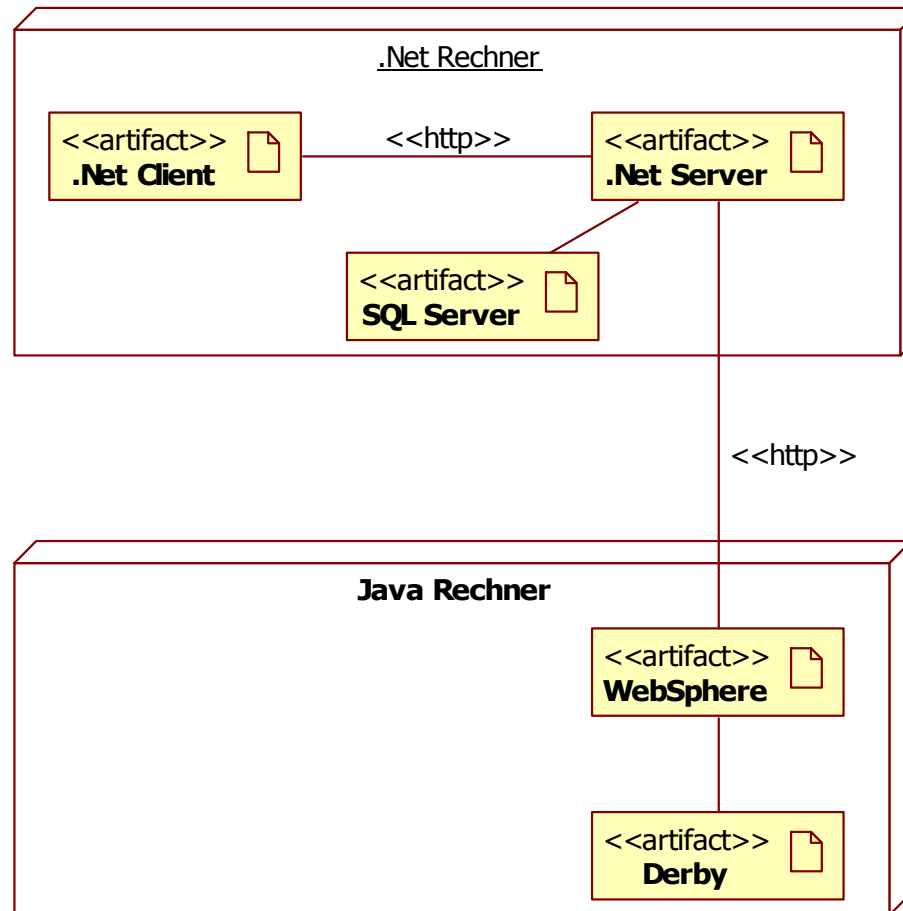 .Net Rechner
<<artifact>>
.Net Client
<<http>>
<<artifact>>
.Net Server
<<artifact>>
SQL Server
<<http>>
Java Rechner
<<artifact>>
WebSphere
<<artifact>>
Derby